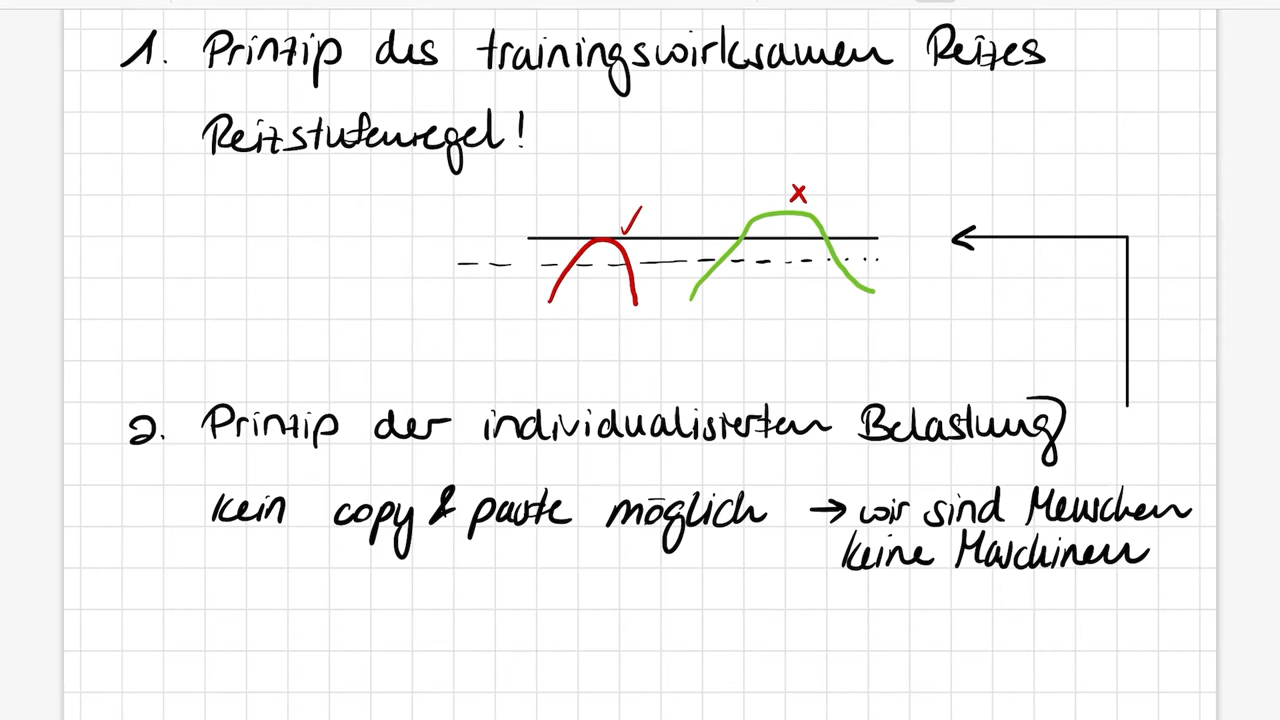 1. Prinzip des trainingswirksamen Reizes
Reizstufenregel!
2. Prinzip der individualisierten Belastung
kein copy & paste möglich → wir sind Menschen
keine Maschinen